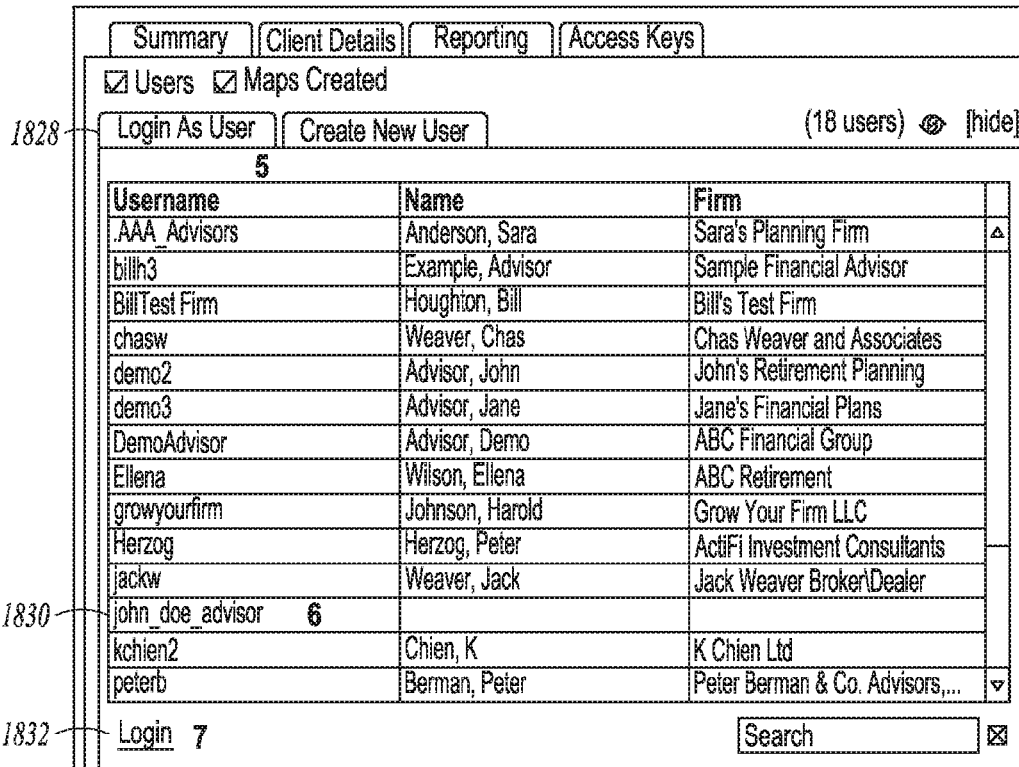 Summary Client Details Reporting Access Keys
Users Maps Created
1828 Login As User Create New User (18 users) [hide]
5
Username Name Firm
.AAA_Advisors Anderson, Sara Sara's Planning Firm
billh3 Example, Advisor Sample Financial Advisor
BillTest Firm Houghton, Bill Bill's Test Firm
chasw Weaver, Chas Chas Weaver and Associates
demo2 Advisor, John John's Retirement Planning
demo3 Advisor, Jane Jane's Financial Plans
DemoAdvisor Advisor, Demo ABC Financial Group
Ellena Wilson, Ellena ABC Retirement
growyourfirm Johnson, Harold Grow Your Firm LLC
Herzog Herzog, Peter ActiFi Investment Consultants
jackw Weaver, Jack Jack Weaver Broker\Dealer
1830 john_doe_advisor 6
kchien2 Chien, K K Chien Ltd
peterb Berman, Peter Peter Berman & Co. Advisors,...
1832 Login 7 Search